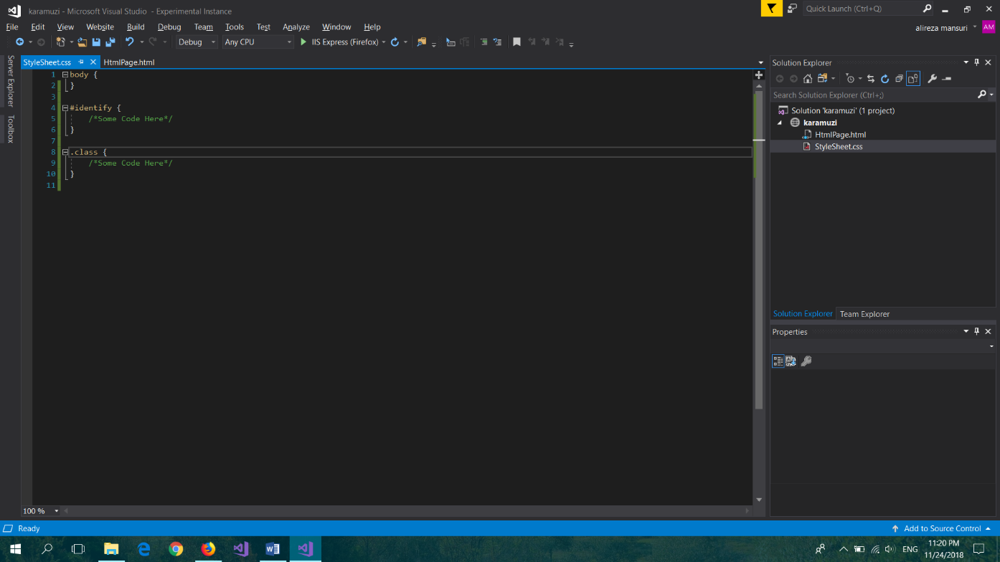 karamuzi - Microsoft Visual Studio - Experimental Instance
Quick Launch (Ctrl+Q)
File Edit View Website Build Debug Team Tools Test Analyze Window Help
alireza mansuri AM
Debug Any CPU IIS Express (Firefox)
Server Explorer
Toolbox
StyleSheet.css HtmlPage.html
1 body {
2 }
3
4 #identify {
5 /*Some Code Here*/
6 }
7
8 .class {
9 /*Some Code Here*/
10 }
11
100 %
Solution Explorer
Search Solution Explorer (Ctrl+;)
Solution 'karamuzi' (1 project)
karamuzi
HtmlPage.html
StyleSheet.css
Solution Explorer Team Explorer
Properties
Ready
Add to Source Control
ENG
11:20 PM
11/24/2018